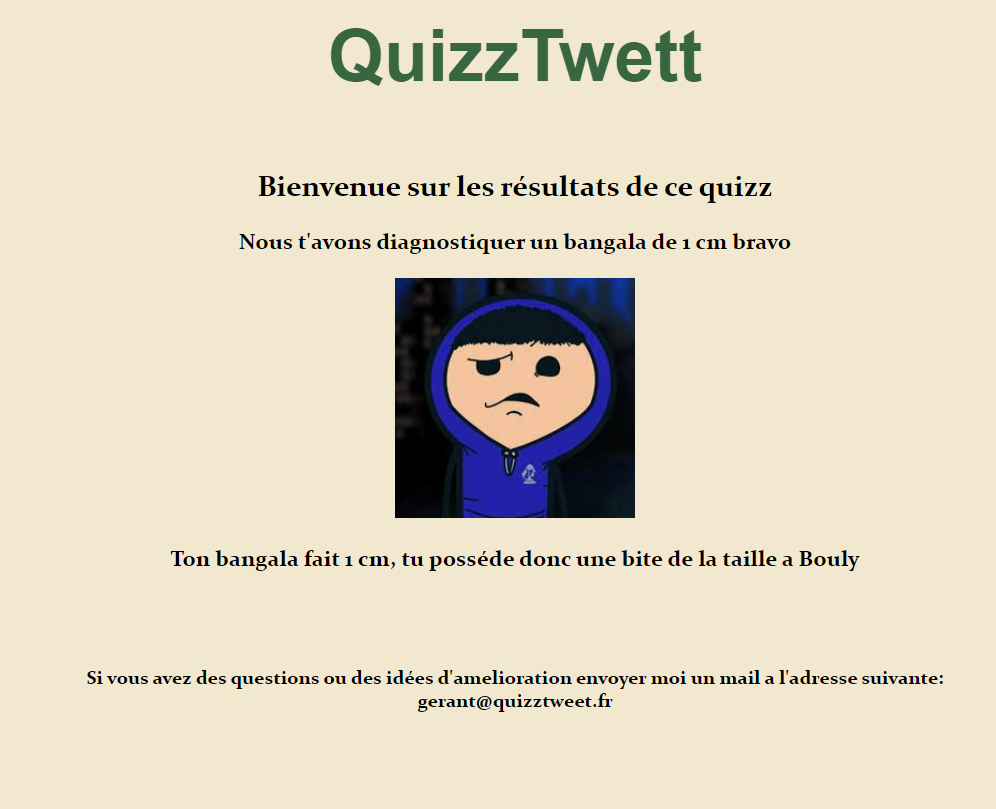 QuizzTwett
Bienvenue sur les résultats de ce quizz
Nous t'avons diagnostiquer un bangala de 1 cm bravo
Ton bangala fait 1 cm, tu posséde donc une bite de la taille a Bouly
Si vous avez des questions ou des idées d'amelioration envoyer moi un mail a l'adresse suivante:
gerant@quizztweet.fr